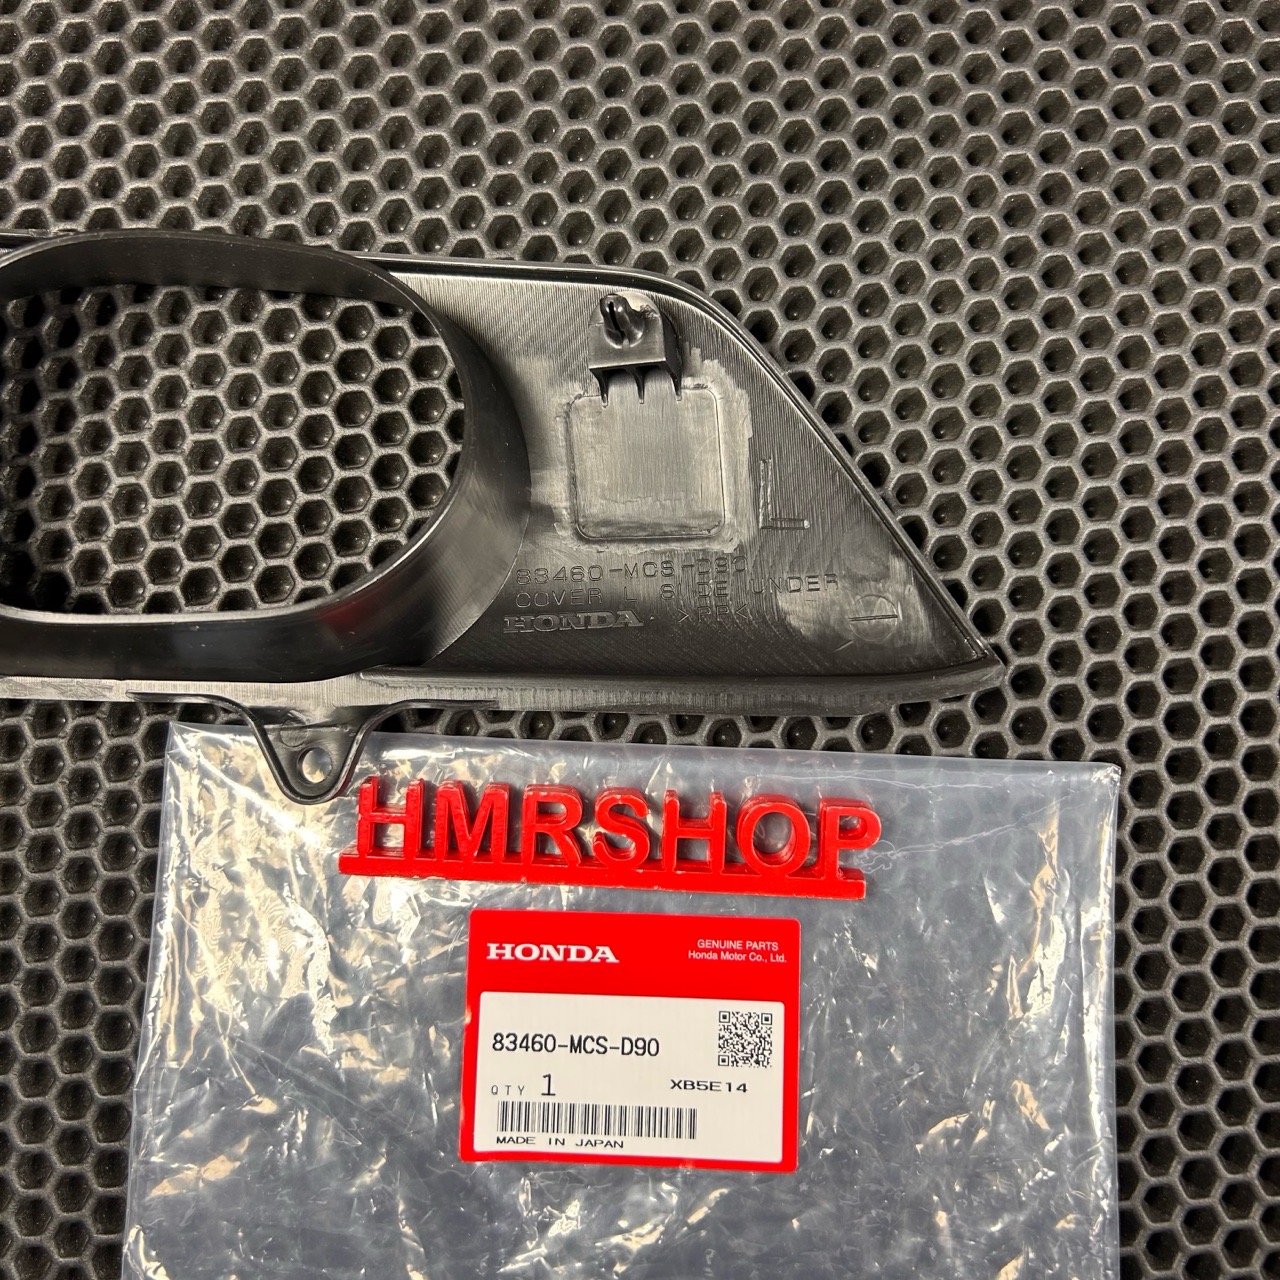 L
83460-MCS-D90
COVER L SIDE UNDER
HONDA >PP<
HMRSHOP
HONDA
GENUINE PARTS
Honda Motor Co., Ltd.
83460-MCS-D90
QTY 1
XB5E14
MADE IN JAPAN